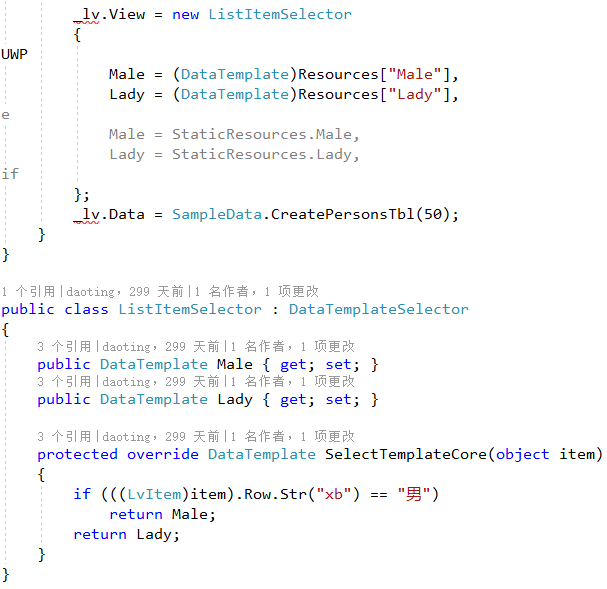 _lv.View = new ListItemSelector
{
UWP
Male = (DataTemplate)Resources["Male"],
Lady = (DataTemplate)Resources["Lady"],
e
Male = StaticResources.Male,
Lady = StaticResources.Lady,
if
};
_lv.Data = SampleData.CreatePersonsTbl(50);
}
}
1 个引用|daoting，299 天前|1 名作者，1 项更改
public class ListItemSelector : DataTemplateSelector
{
3 个引用|daoting，299 天前|1 名作者，1 项更改
public DataTemplate Male { get; set; }
3 个引用|daoting，299 天前|1 名作者，1 项更改
public DataTemplate Lady { get; set; }
3 个引用|daoting，299 天前|1 名作者，1 项更改
protected override DataTemplate SelectTemplateCore(object item)
{
if (((LvItem)item).Row.Str("xb") == "男")
return Male;
return Lady;
}
}